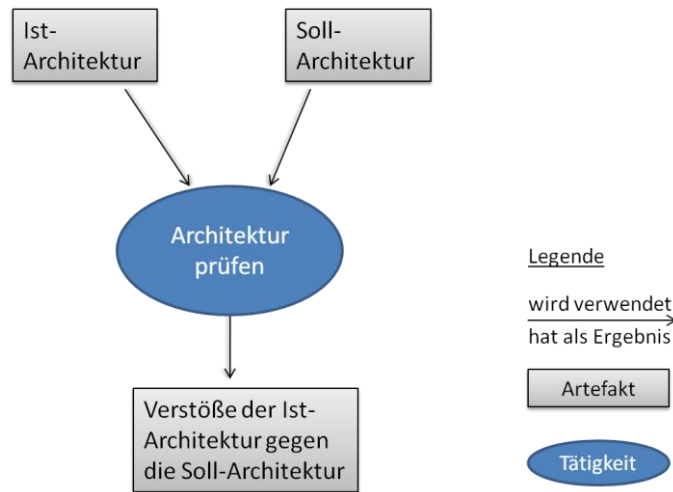 Ist-
Architektur
Soll-
Architektur
Architektur
prüfen
Verstöße der Ist-
Architektur gegen
die Soll-Architektur
Legende
wird verwendet
hat als Ergebnis
Artefakt
Tätigkeit